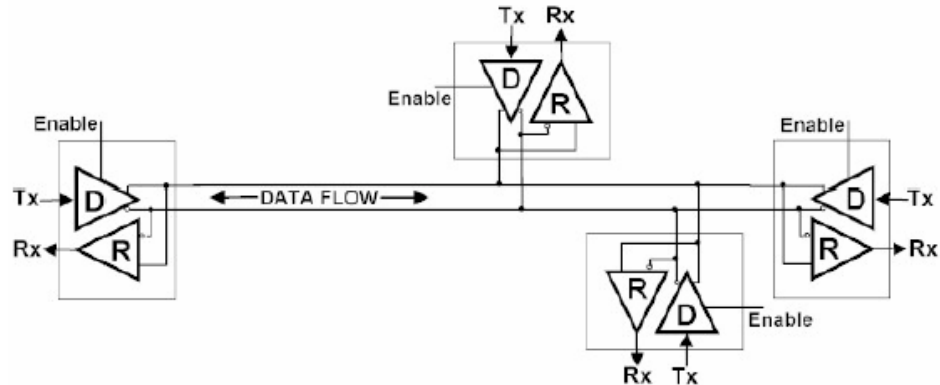 Tx Rx
D
R
Enable
Enable
Enable
Tx
D
DATA FLOW
D
Tx
Rx
R
R
Rx
R
D
Enable
Rx Tx